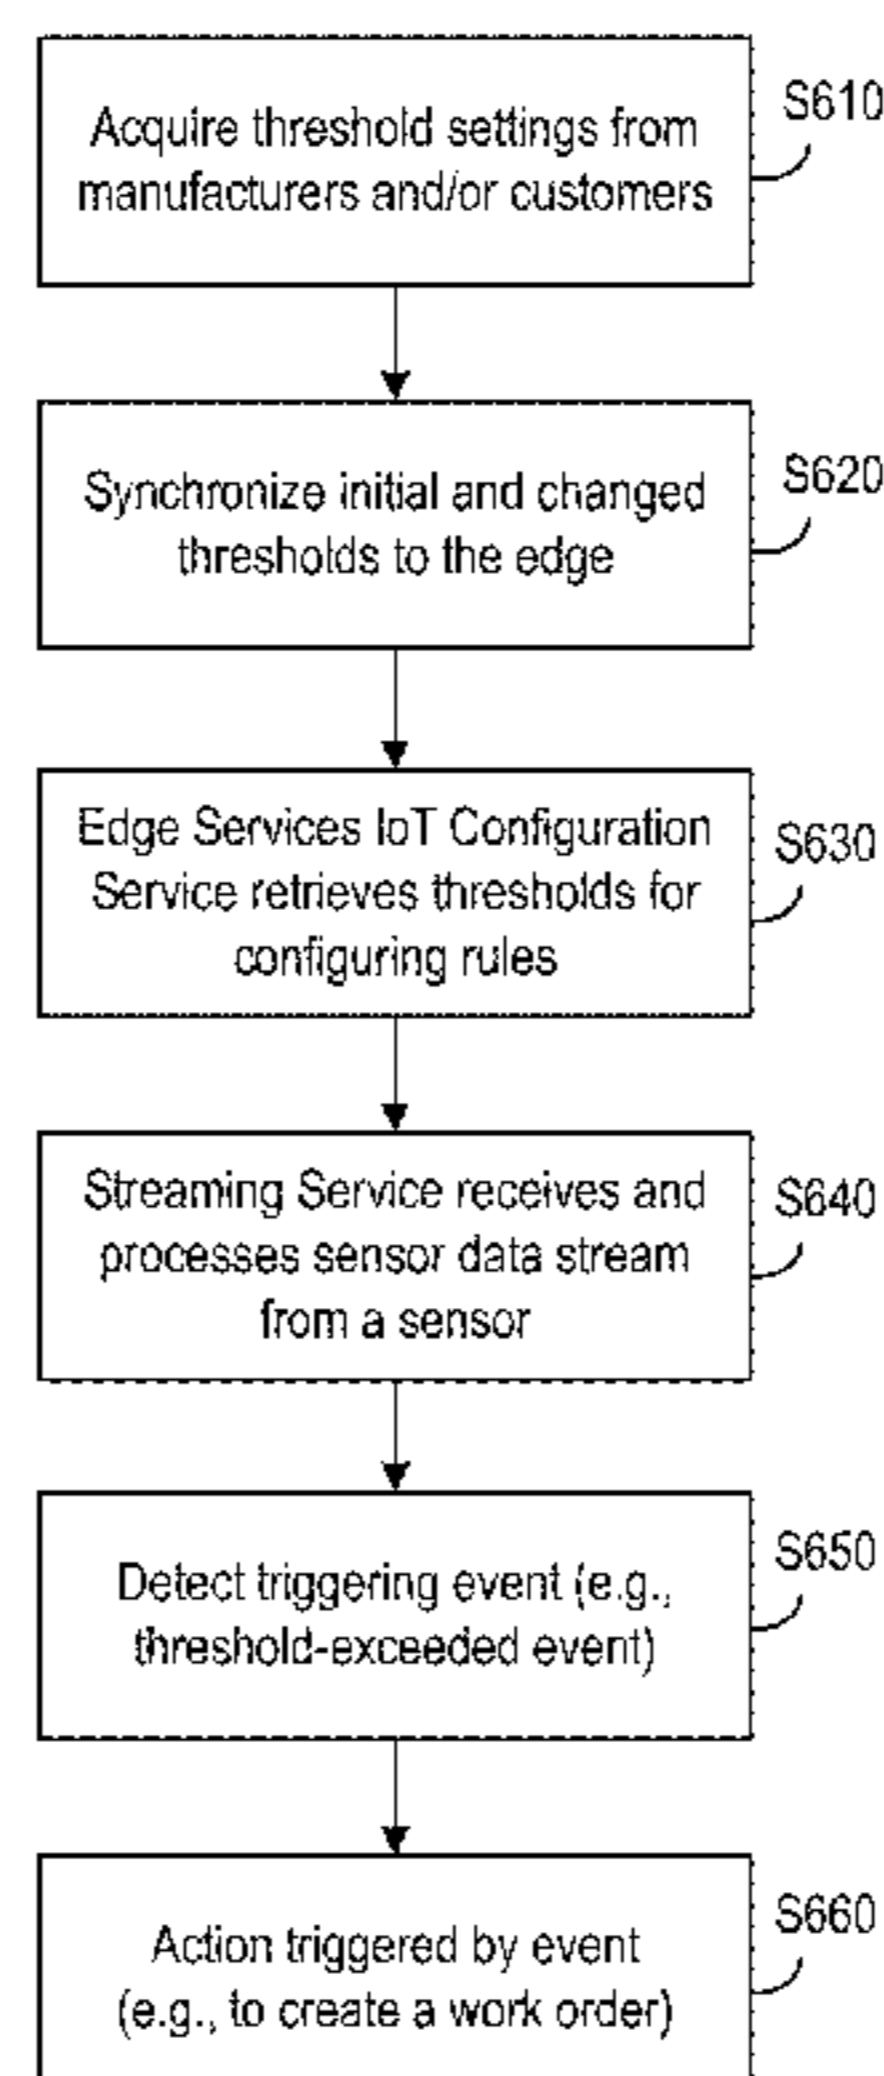 Acquire threshold settings from
manufacturers and/or customers
S610
Synchronize initial and changed
thresholds to the edge
S620
Edge Services IoT Configuration
Service retrieves thresholds for
configuring rules
S630
Streaming Service receives and
processes sensor data stream
from a sensor
S640
Detect triggering event (e.g.,
threshold-exceeded event)
S650
Action triggered by event
(e.g., to create a work order)
S660